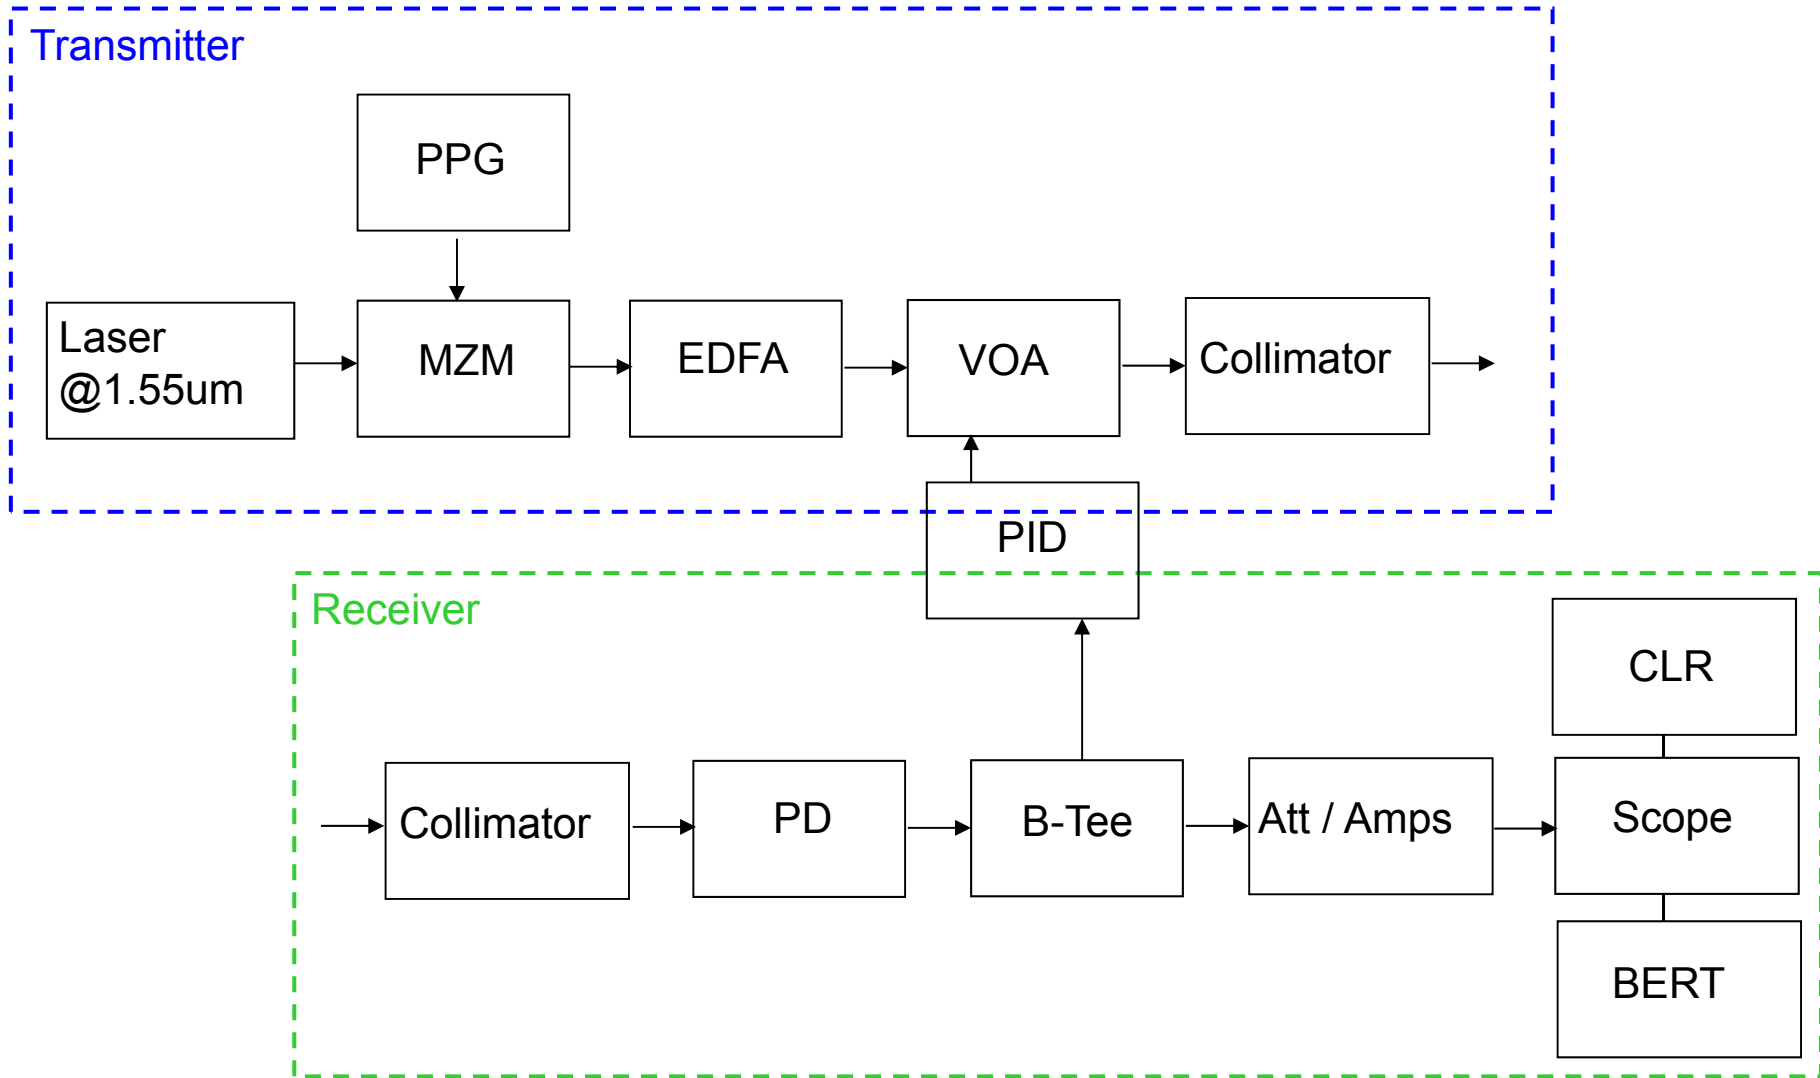 Transmitter
PPG
Laser
@1.55um
MZM
EDFA
VOA
Collimator
PID
Receiver
CLR
Collimator
PD
B-Tee
Att / Amps
Scope
BERT